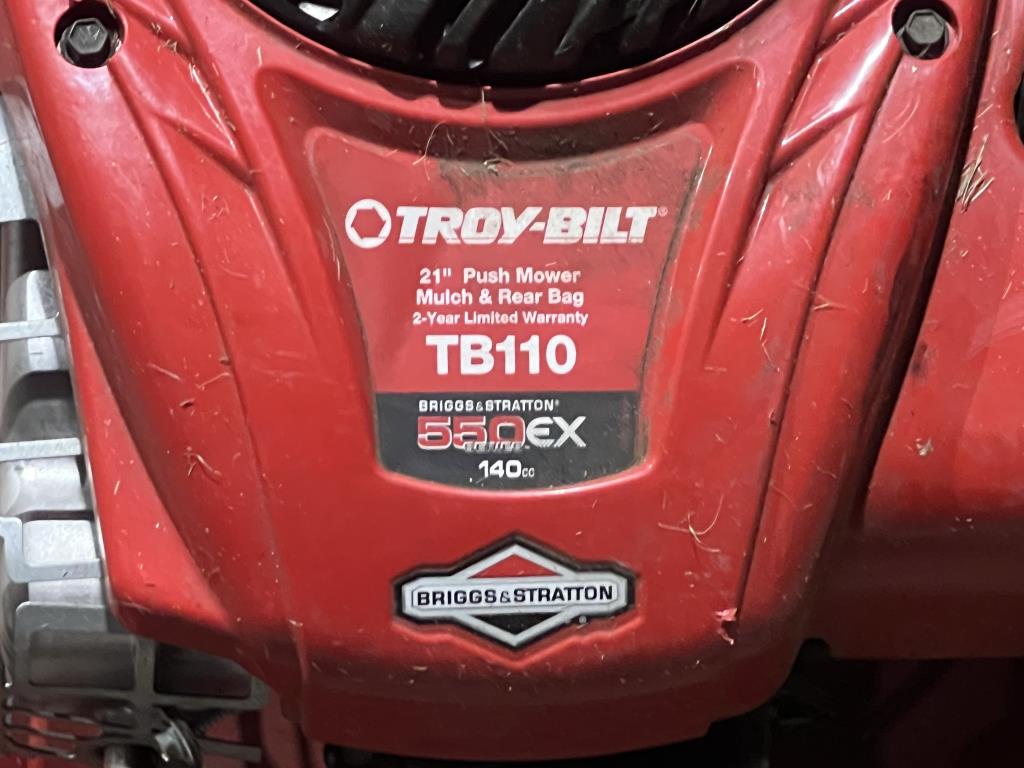 TROY-BILT®
21" Push Mower
Mulch & Rear Bag
2-Year Limited Warranty
TB110
BRIGGS&STRATTON®
550EX
SERIES™
140cc
BRIGGS&STRATTON
®